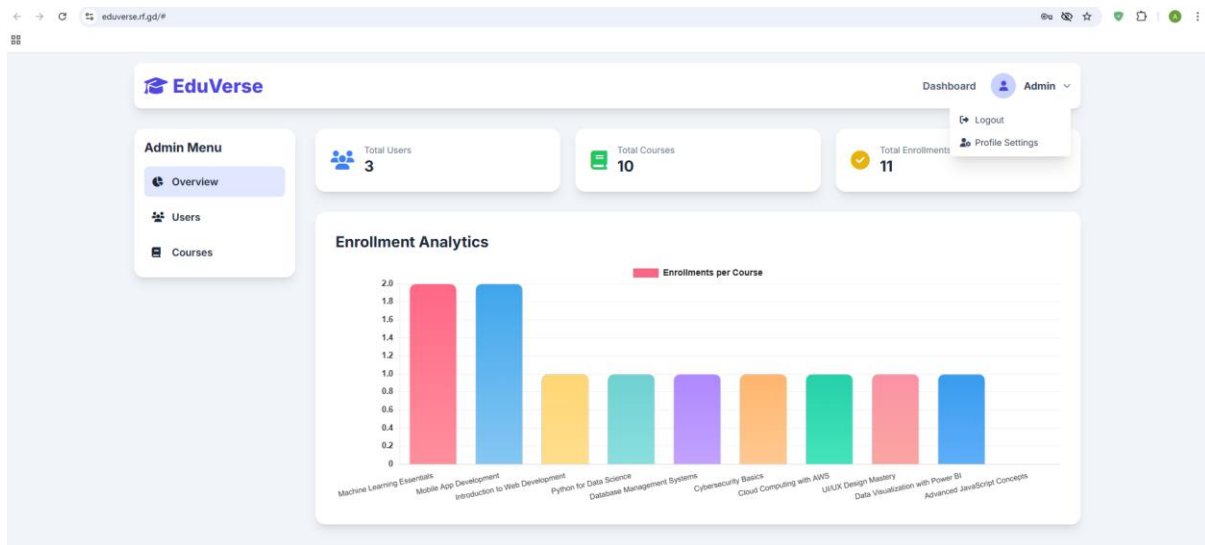 eduverse.rf.gd/#
A
EduVerse
Dashboard
Admin
Logout
Profile Settings
Admin Menu
Overview
Users
Courses
Total Users
3
Total Courses
10
Total Enrollments
11
Enrollment Analytics
Enrollments per Course
2.0
1.8
1.6
1.4
1.2
1.0
0.8
0.6
0.4
0.2
0
Machine Learning Essentials
Mobile App Development
Introduction to Web Development
Python for Data Science
Database Management Systems
Cybersecurity Basics
Cloud Computing with AWS
UI/UX Design Mastery
Data Visualization with Power BI
Advanced JavaScript Concepts